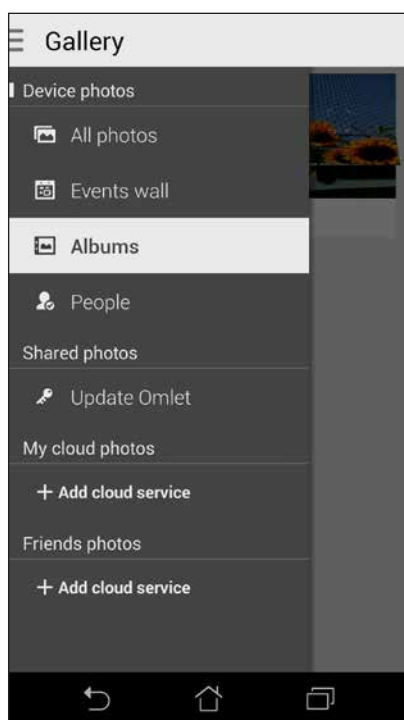 Gallery
Device photos
All photos
Events wall
Albums
People
Shared photos
Update Omlet
My cloud photos
+ Add cloud service
Friends photos
+ Add cloud service